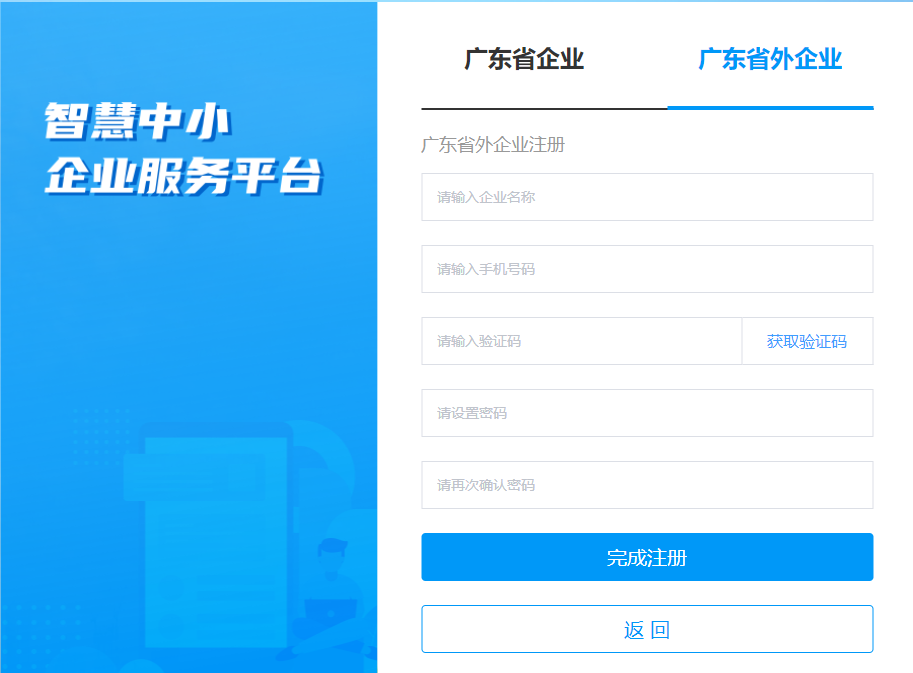 智慧中小
企业服务平台
广东省企业
广东省外企业
广东省外企业注册
请输入企业名称
请输入手机号码
请输入验证码
获取验证码
请设置密码
请再次确认密码
完成注册
返 回